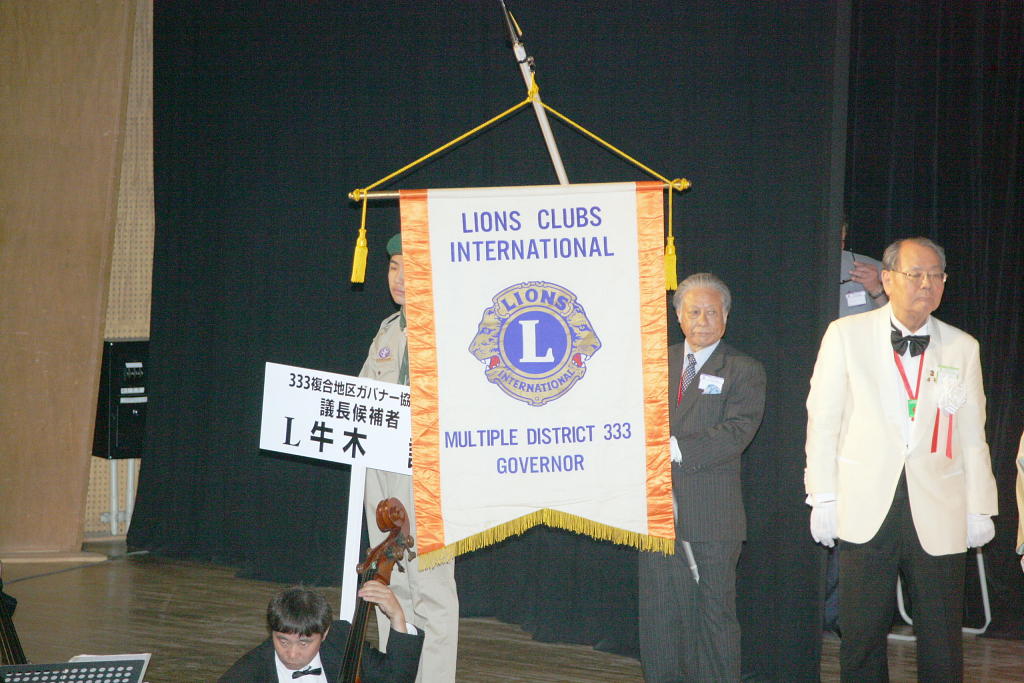 LIONS CLUBS
INTERNATIONAL
LIONS
L
INTERNATIONAL
MULTIPLE DISTRICT 333
GOVERNOR
333複合地区ガバナー協
議長候補者
L 牛木